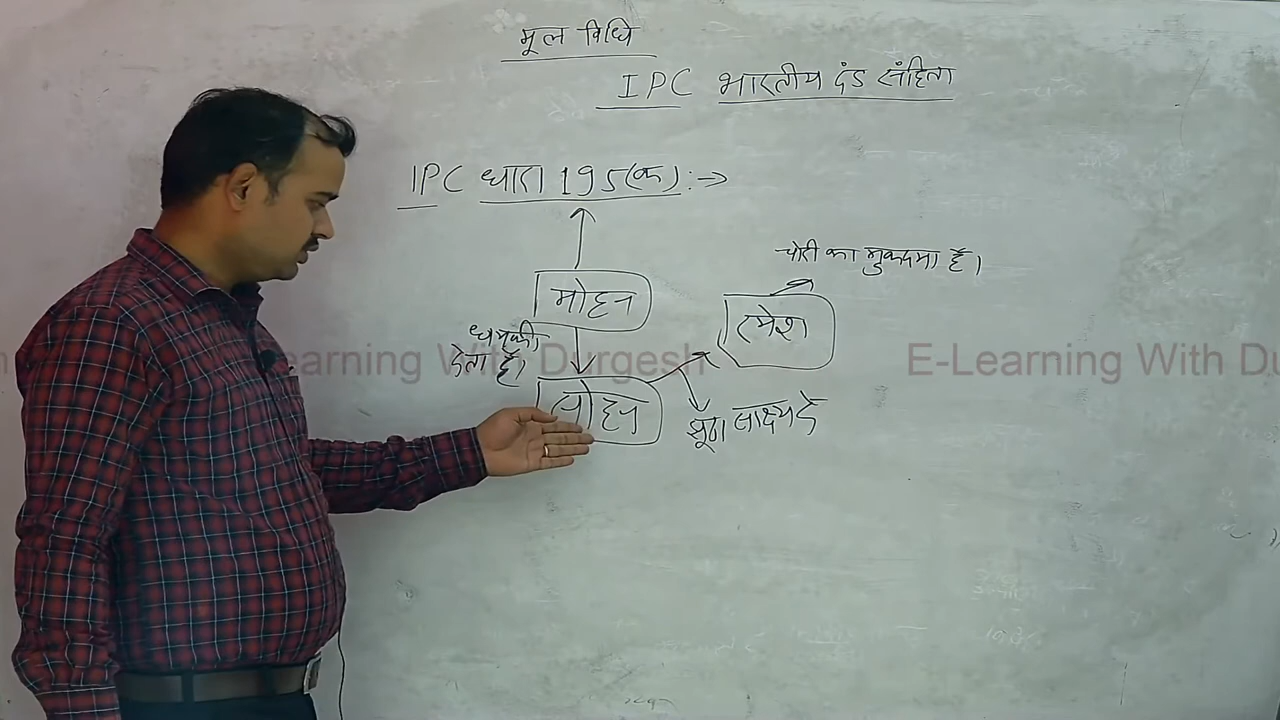 मूल विधि
IPC भारतीय दंड संहिता
IPC धारा 195(क) :→
चोरी का मुकदमा है।
मोहन
रमेश
धमकी
देता है।
सोहन
झूठा साक्ष्य दे
E-Learning With Durgesh
E-Learning With Du